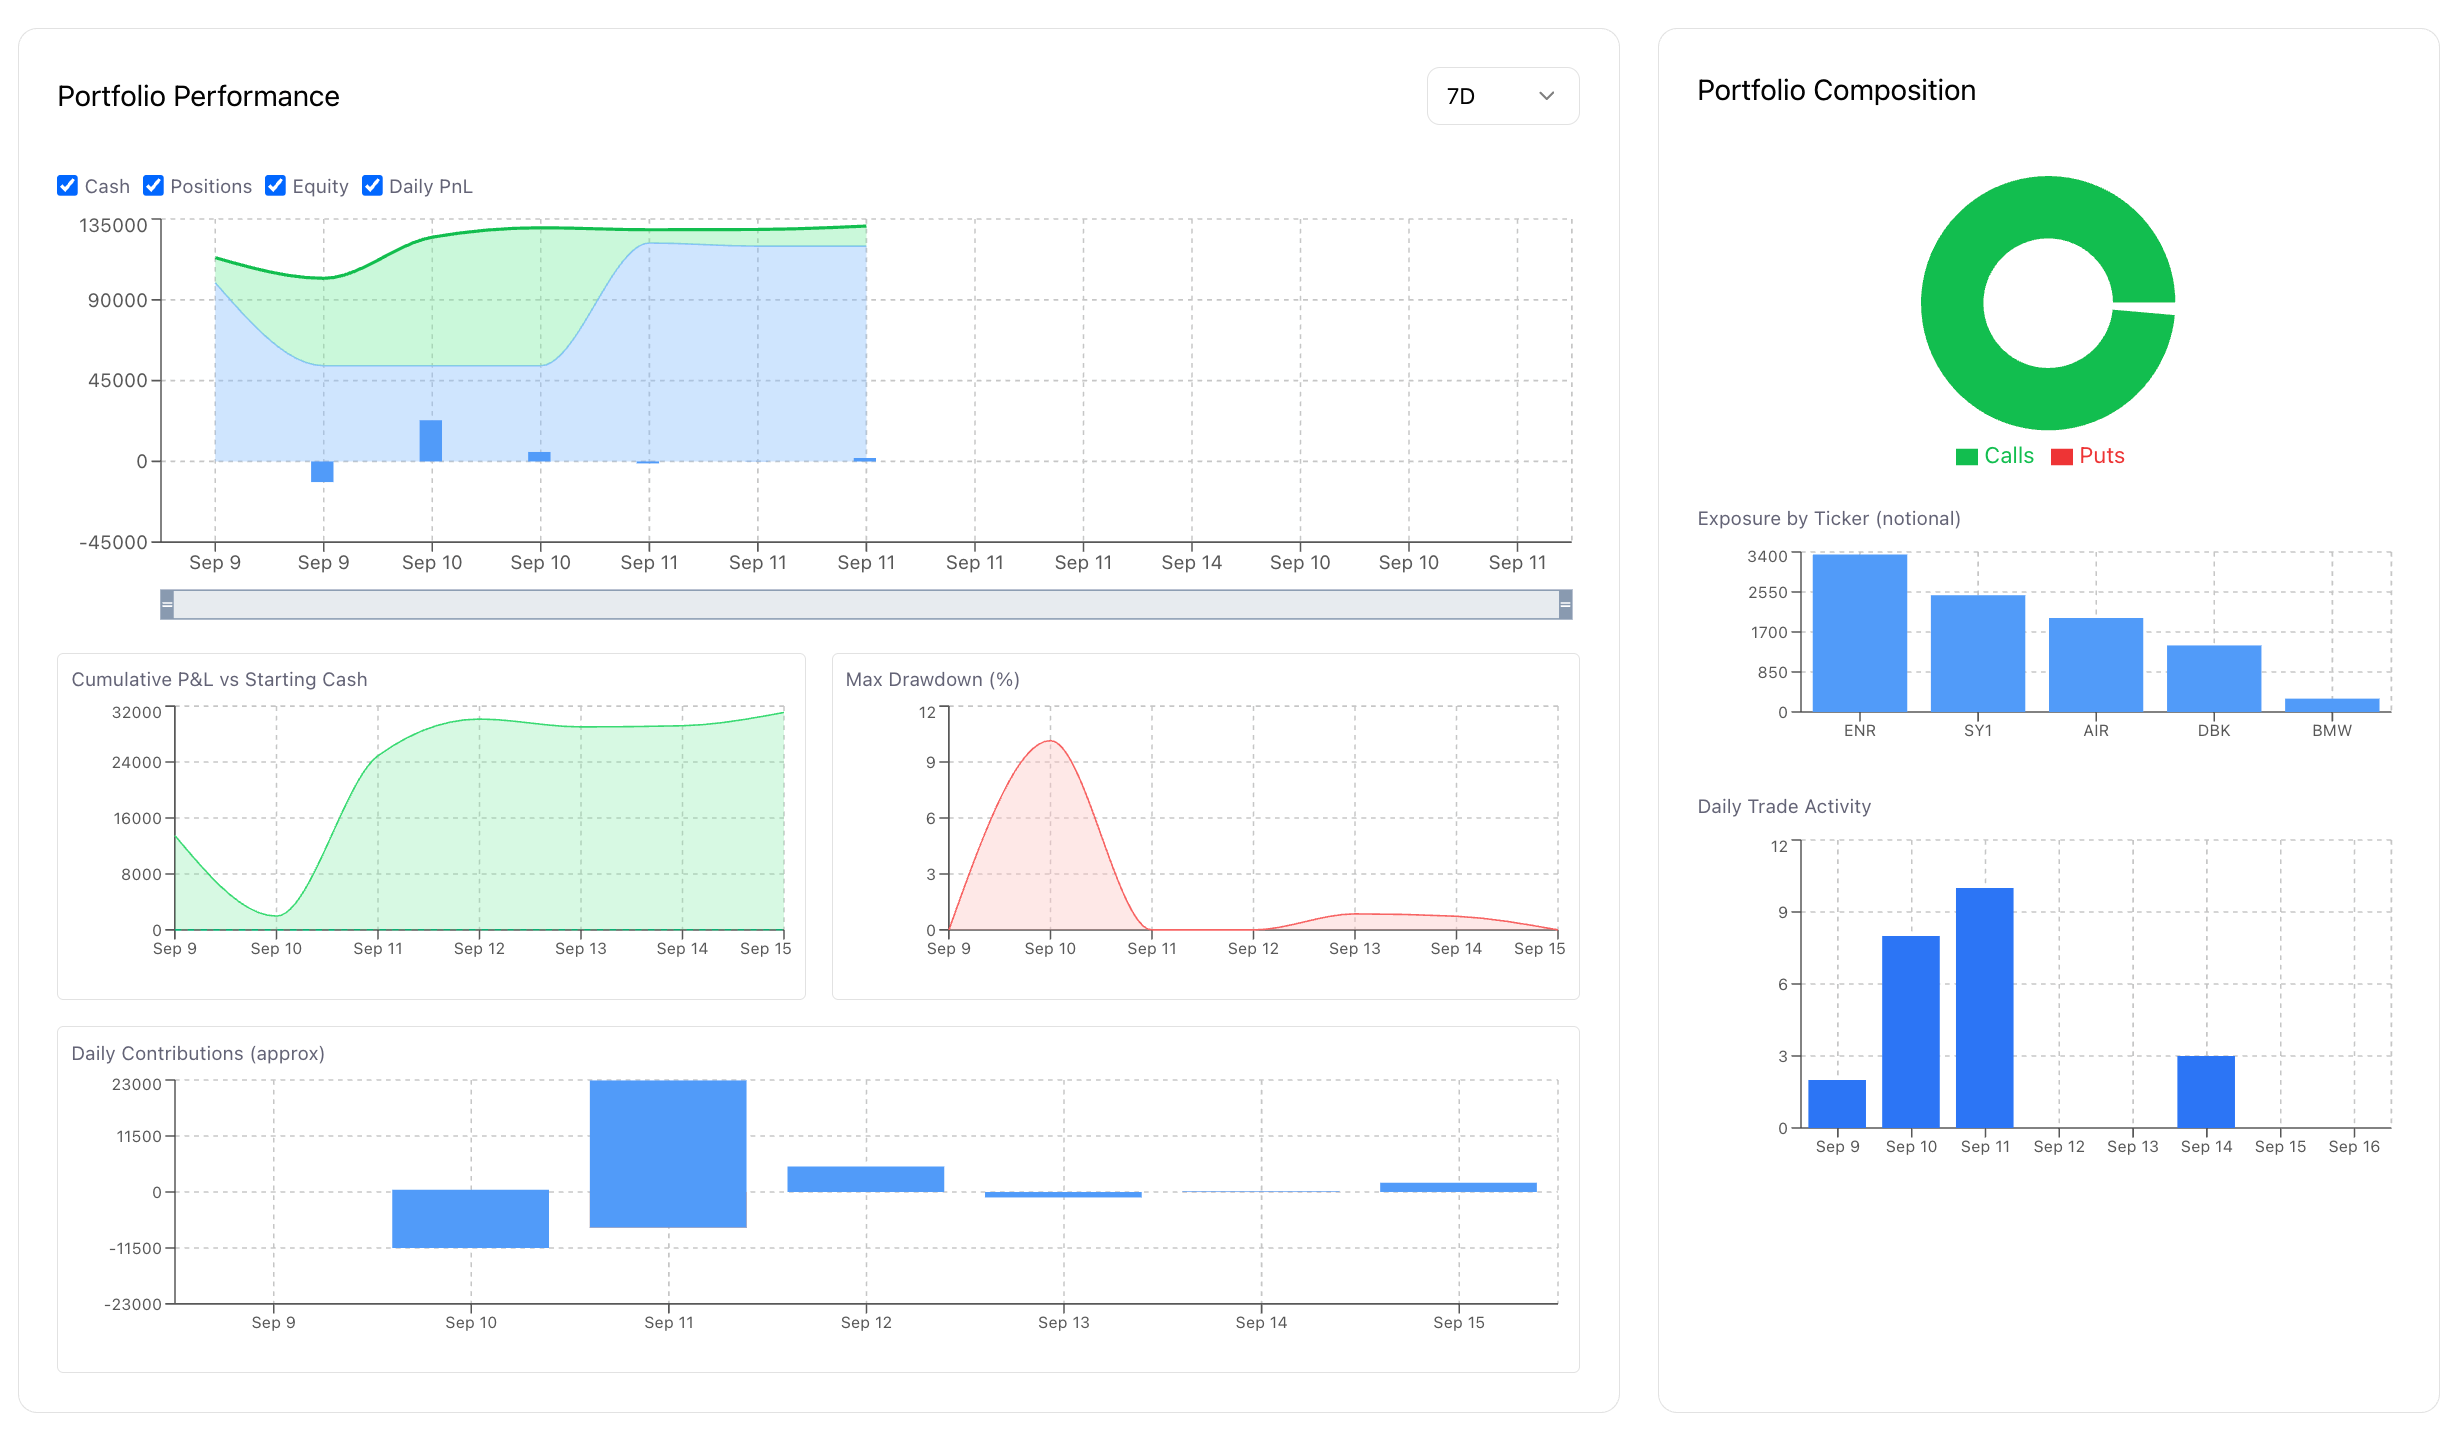 Portfolio Performance
7D
Cash Positions Equity Daily PnL
135000
90000
45000
0
-45000
Sep 9 Sep 9 Sep 10 Sep 10 Sep 11 Sep 11 Sep 11 Sep 11 Sep 11 Sep 14 Sep 10 Sep 10 Sep 11
Cumulative P&L vs Starting Cash
32000
24000
16000
8000
0
Sep 9 Sep 10 Sep 11 Sep 12 Sep 13 Sep 14 Sep 15
Max Drawdown (%)
12
9
6
3
0
Sep 9 Sep 10 Sep 11 Sep 12 Sep 13 Sep 14 Sep 15
Daily Contributions (approx)
23000
11500
0
-11500
-23000
Sep 9 Sep 10 Sep 11 Sep 12 Sep 13 Sep 14 Sep 15
Portfolio Composition
Calls Puts
Exposure by Ticker (notional)
3400
2550
1700
850
0
ENR SY1 AIR DBK BMW
Daily Trade Activity
12
9
6
3
0
Sep 9 Sep 10 Sep 11 Sep 12 Sep 13 Sep 14 Sep 15 Sep 16